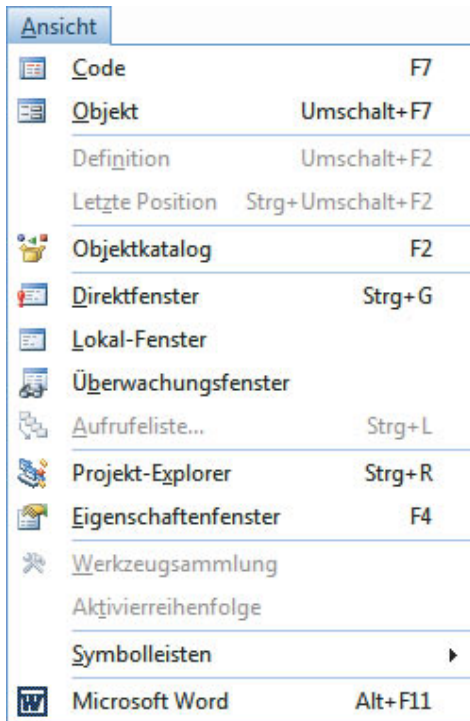 Ansicht
Code F7
Objekt Umschalt+F7
Definition Umschalt+F2
Letzte Position Strg+Umschalt+F2
Objektkatalog F2
Direktfenster Strg+G
Lokal-Fenster
Überwachungsfenster
Aufrufeliste... Strg+L
Projekt-Explorer Strg+R
Eigenschaftenfenster F4
Werkzeugsammlung
Aktivierreihenfolge
Symbolleisten
Microsoft Word Alt+F11